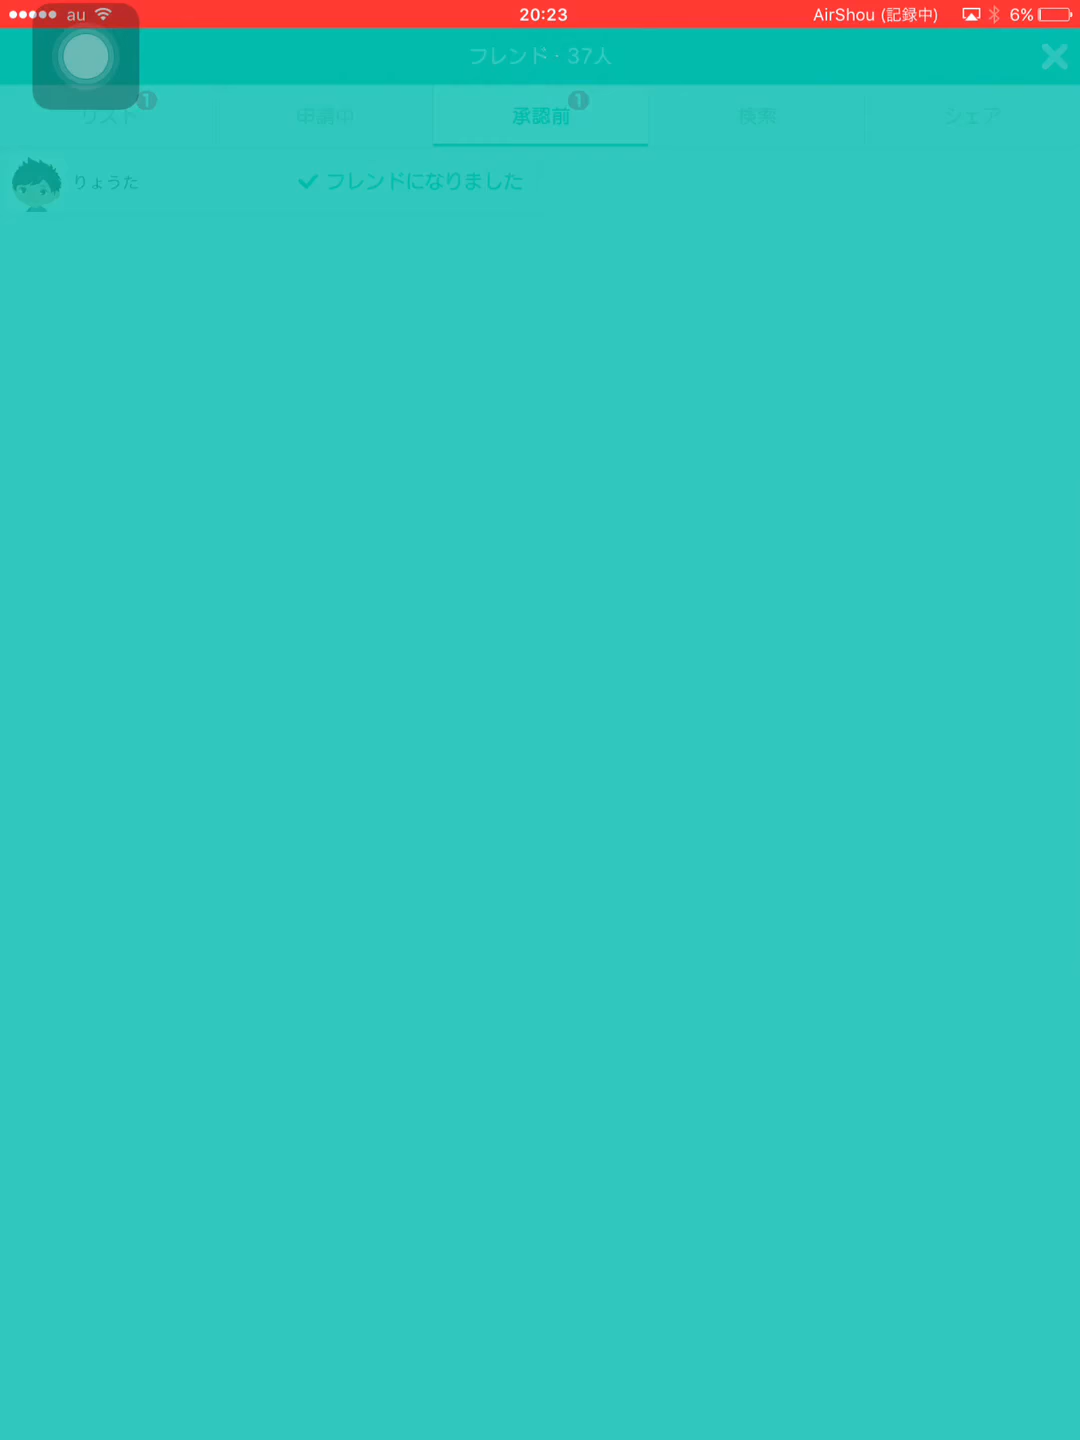 au 20:23 AirShou (記録中) 6%
フレンド・37人
リスト 1 申請中 承認前 1 検索 シェア
りょうた ✓ フレンドになりました